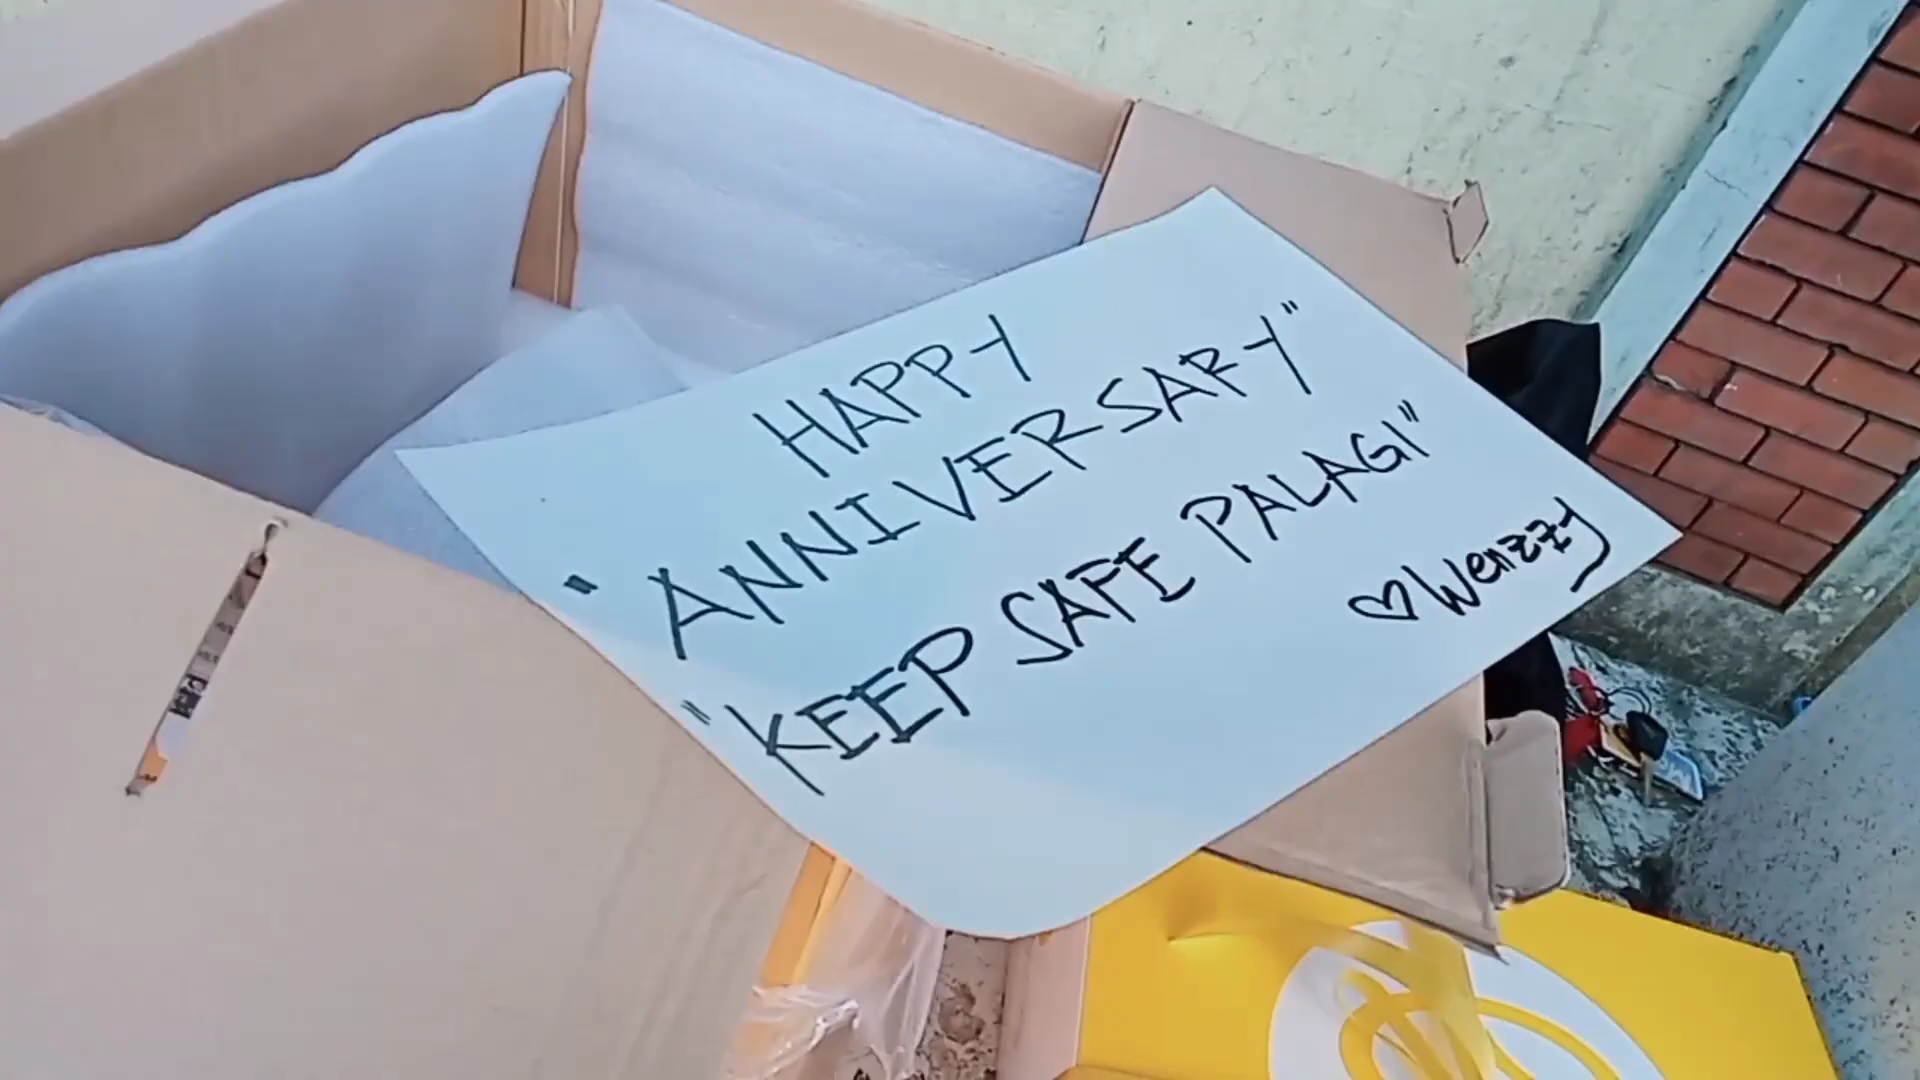 HAPPY
"ANNIVERSARY"
"KEEP SAFE PALAGI"
♡Wenzzy